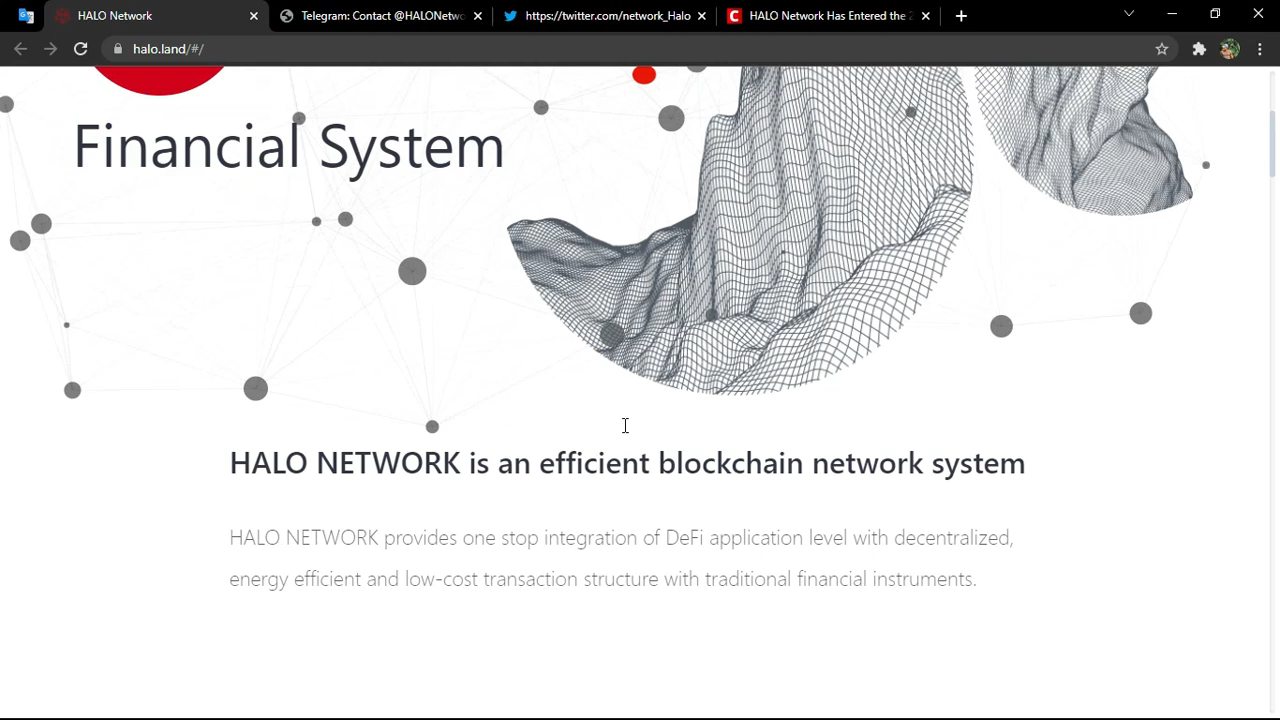 HALO Network
Telegram: Contact @HALONetwo
https://twitter.com/network_Halo
HALO Network Has Entered the 2
halo.land/#/
Financial System
HALO NETWORK is an efficient blockchain network system
HALO NETWORK provides one stop integration of DeFi application level with decentralized,
energy efficient and low-cost transaction structure with traditional financial instruments.